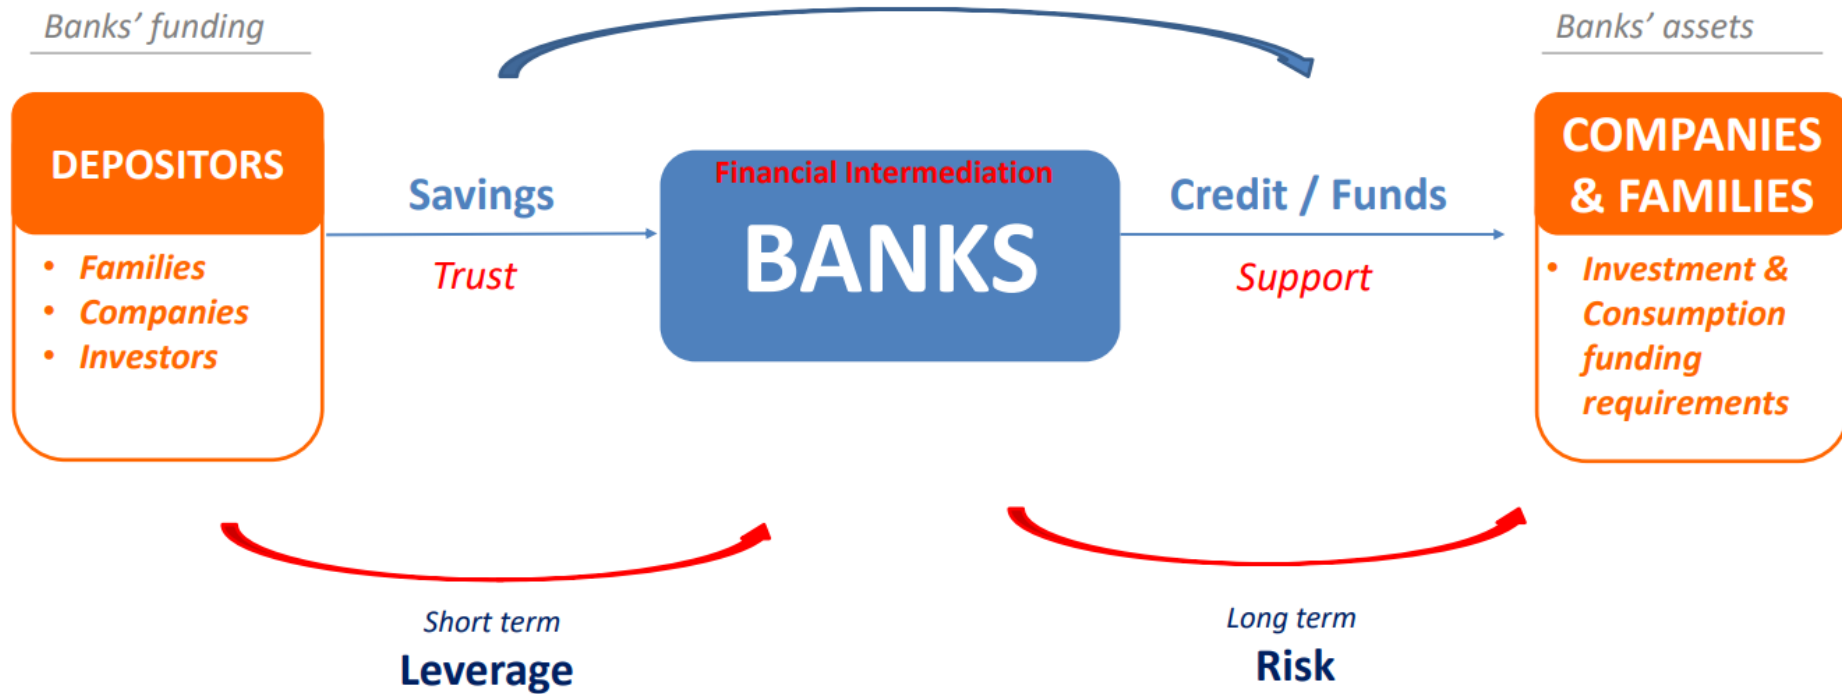 Banks’ funding
Banks’ assets
DEPOSITORS
• Families
• Companies
• Investors
Savings
Trust
Financial Intermediation
BANKS
Credit / Funds
Support
COMPANIES
& FAMILIES
• Investment &
Consumption
funding
requirements
Short term
Leverage
Long term
Risk